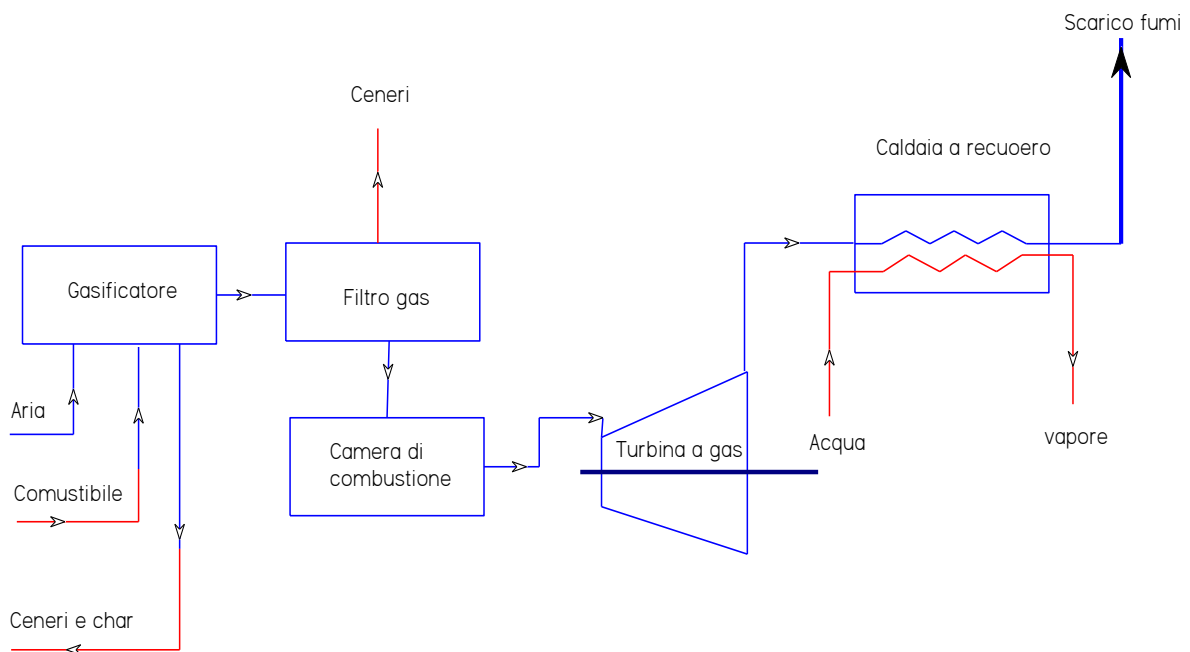 Scarico fumi
Ceneri
Caldaia a recuoero
Gasificatore
Filtro gas
Aria
Camera di
combustione
Turbina a gas
Acqua
vapore
Comustibile
Ceneri e char